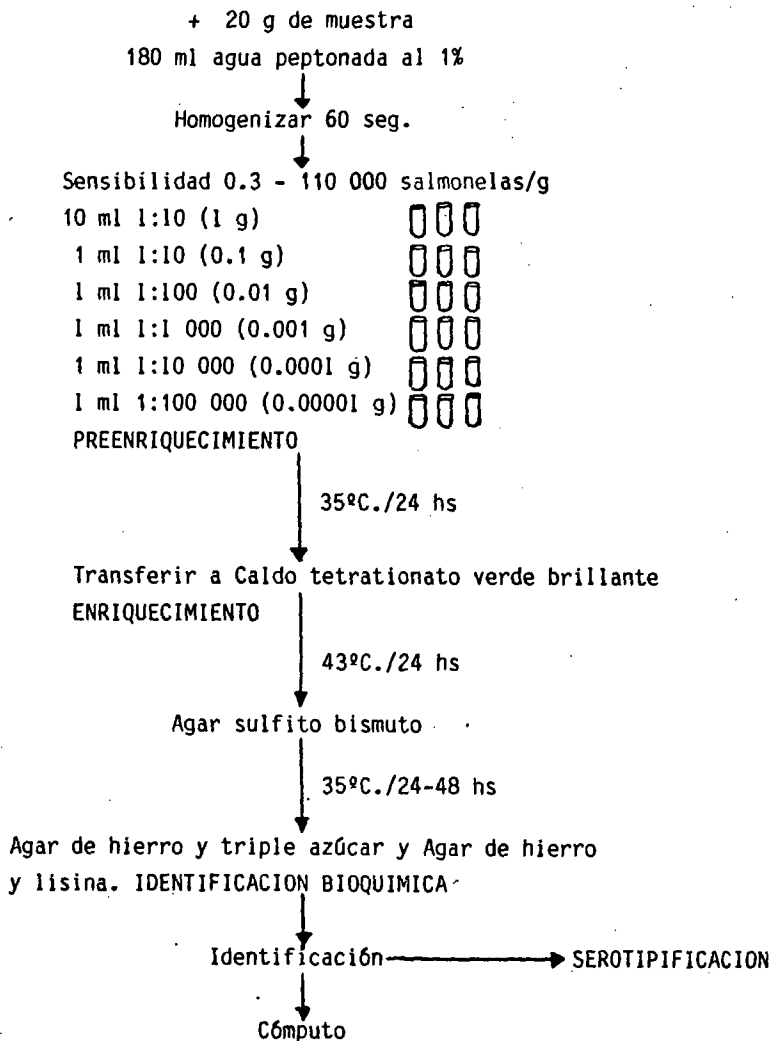 + 20 g de muestra
180 ml agua peptonada al 1%
Homogenizar 60 seg.
Sensibilidad 0.3 - 110 000 salmonelas/g
10 ml 1:10 (1 g)
1 ml 1:10 (0.1 g)
1 ml 1:100 (0.01 g)
1 ml 1:1 000 (0.001 g)
1 ml 1:10 000 (0.0001 g)
1 ml 1:100 000 (0.00001 g)
PREENRIQUECIMIENTO
35ºC./24 hs
Transferir a Caldo tetrationato verde brillante
ENRIQUECIMIENTO
43ºC./24 hs
Agar sulfito bismuto
35ºC./24-48 hs
Agar de hierro y triple azúcar y Agar de hierro
y lisina. IDENTIFICACION BIOQUIMICA
Identificación SEROTIPIFICACION
Cómputo